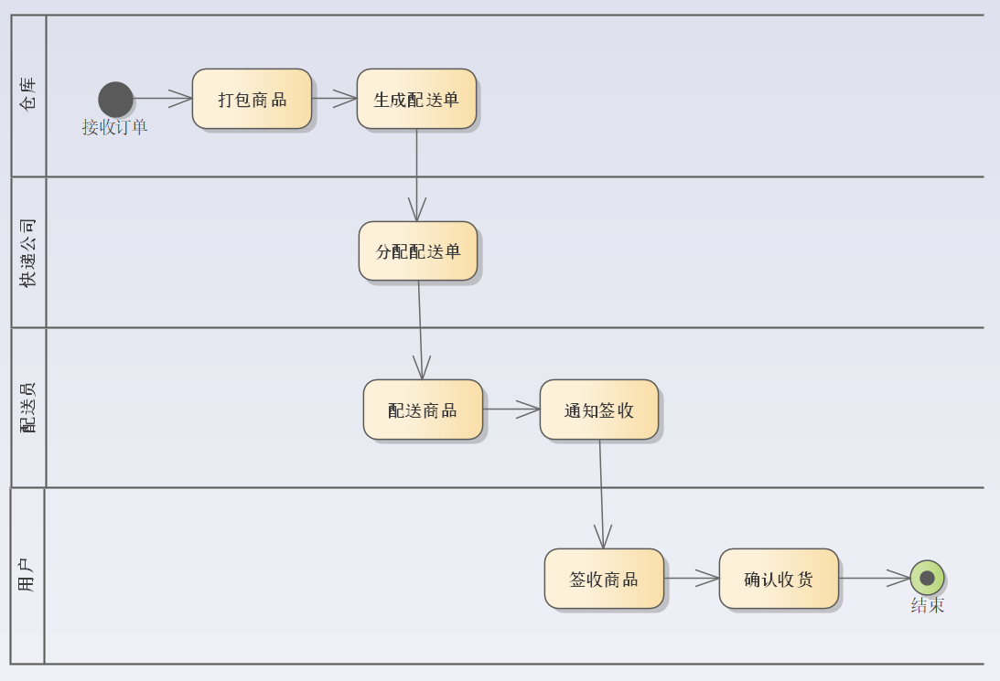 仓库
接收订单
打包商品
生成配送单
快递公司
分配配送单
配送员
配送商品
通知签收
用户
签收商品
确认收货
结束